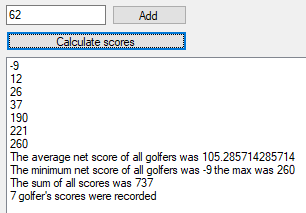 62 Add
Calculate scores
-9
12
26
37
190
221
260
The average net score of all golfers was 105.285714285714
The minimum net score of all golfers was -9 the max was 260
The sum of all scores was 737
7 golfer's scores were recorded